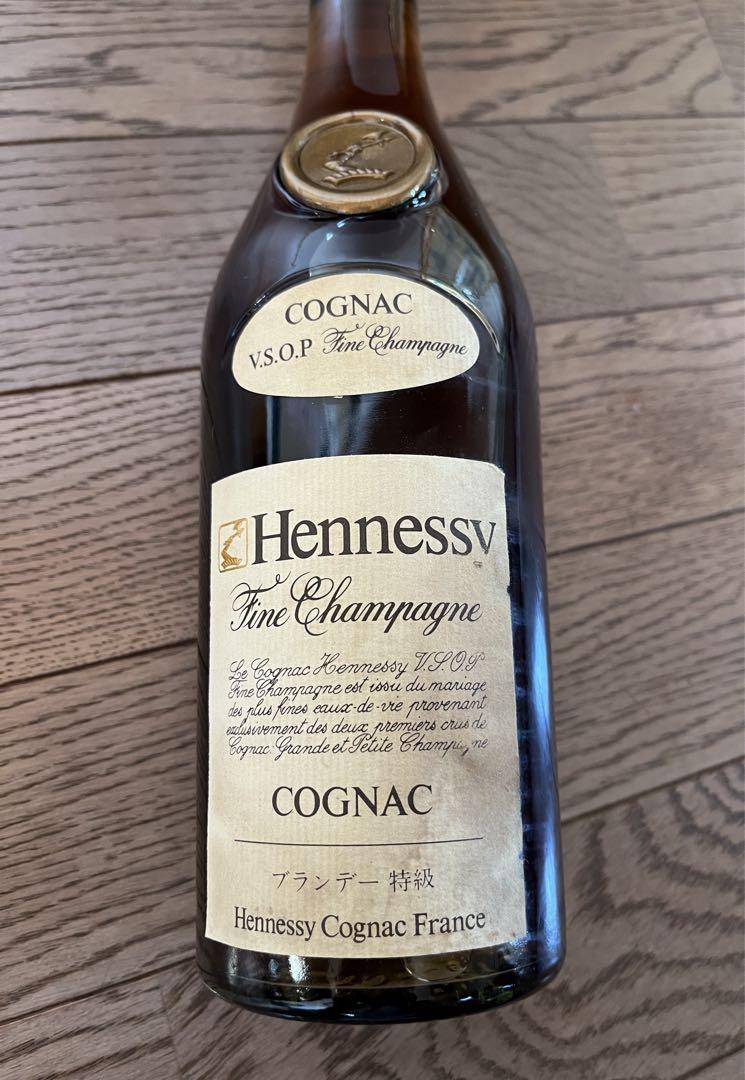 COGNAC
V.S.O.P Fine Champagne
Hennessy
Fine Champagne
Le Cognac Hennessy V.S.O.P
Fine Champagne est issu du mariage
des plus fines eaux-de-vie provenant
exclusivement des deux premiers crus de
Cognac. Grande et Petite Champagne
COGNAC
ブランデー 特級
Hennessy Cognac France